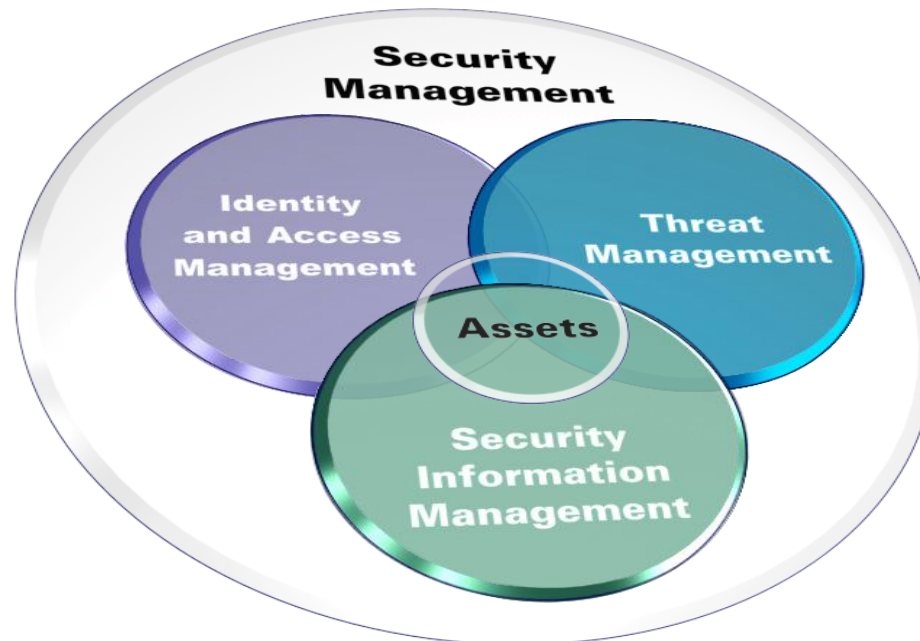 Security
Management
Identity
and Access
Management
Threat
Management
Assets
Security
Information
Management